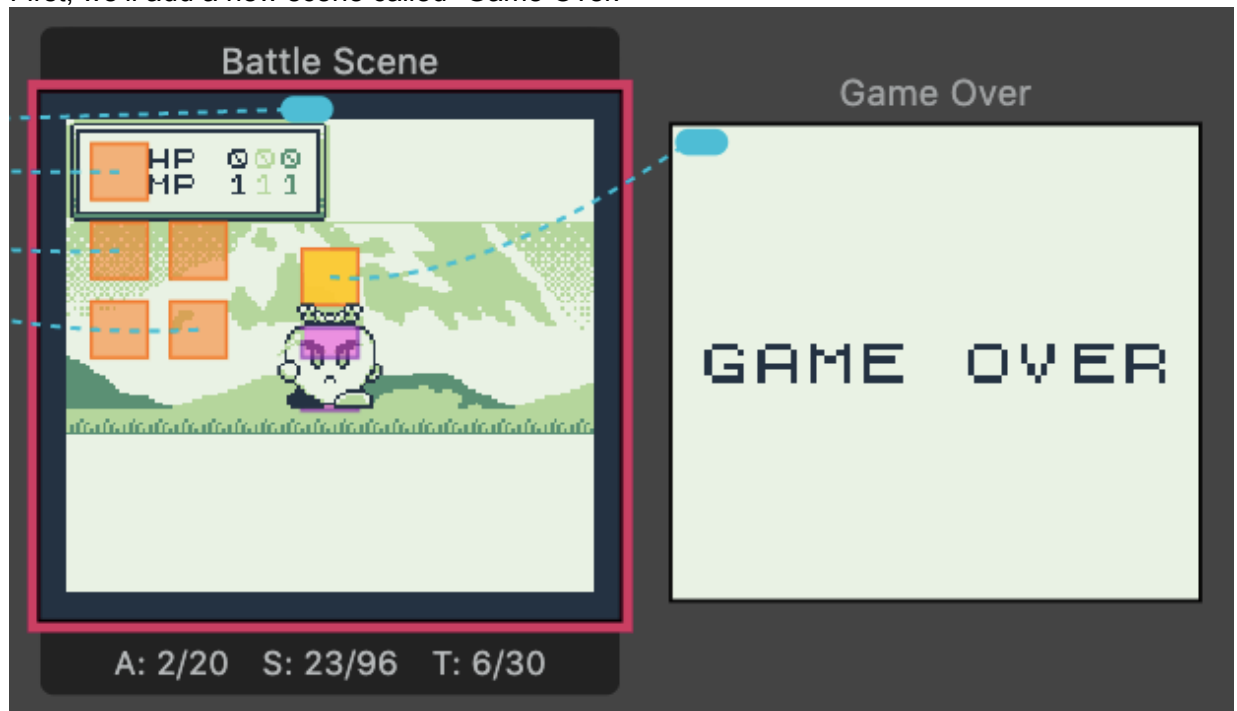 First, we'll add a new scene called "Game Over"
Battle Scene
Game Over
HP 000
MP 111
GAME OVER
A: 2/20 S: 23/96 T: 6/30